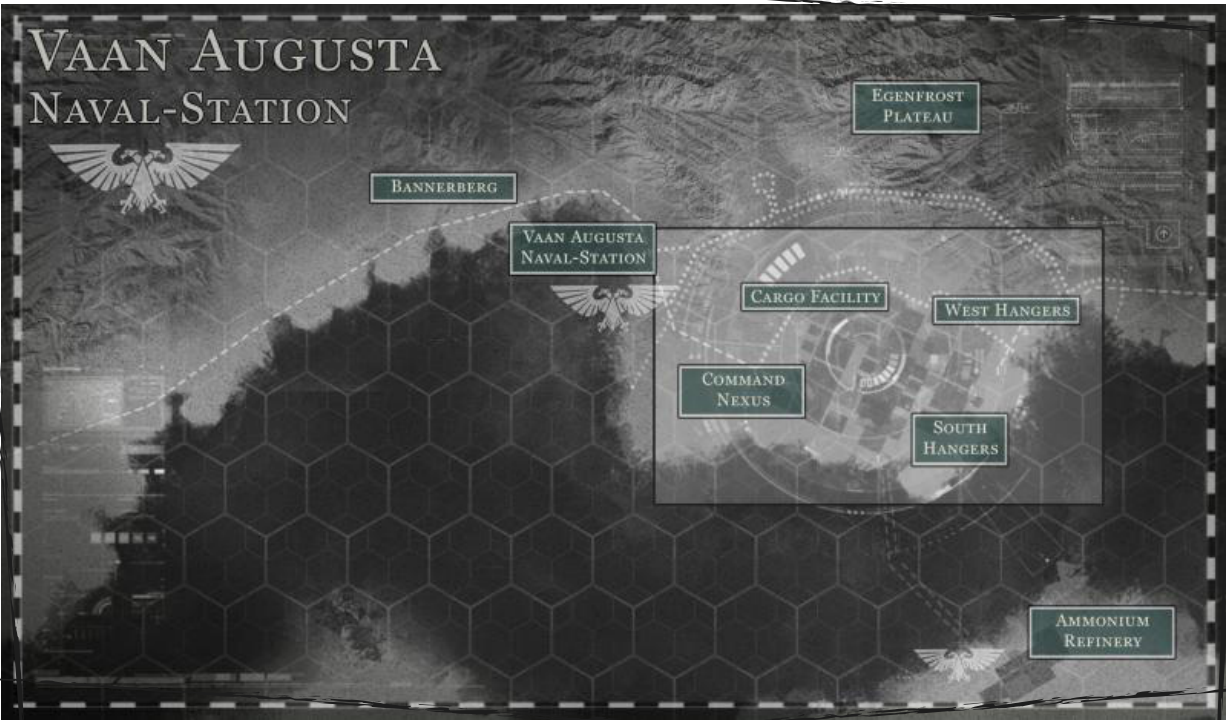 Vaan Augusta
Naval-Station
Egenfrost
Plateau
Bannerberg
Vaan Augusta
Naval-Station
Cargo Facility
West Hangers
Command
Nexus
South
Hangers
Ammonium
Refinery